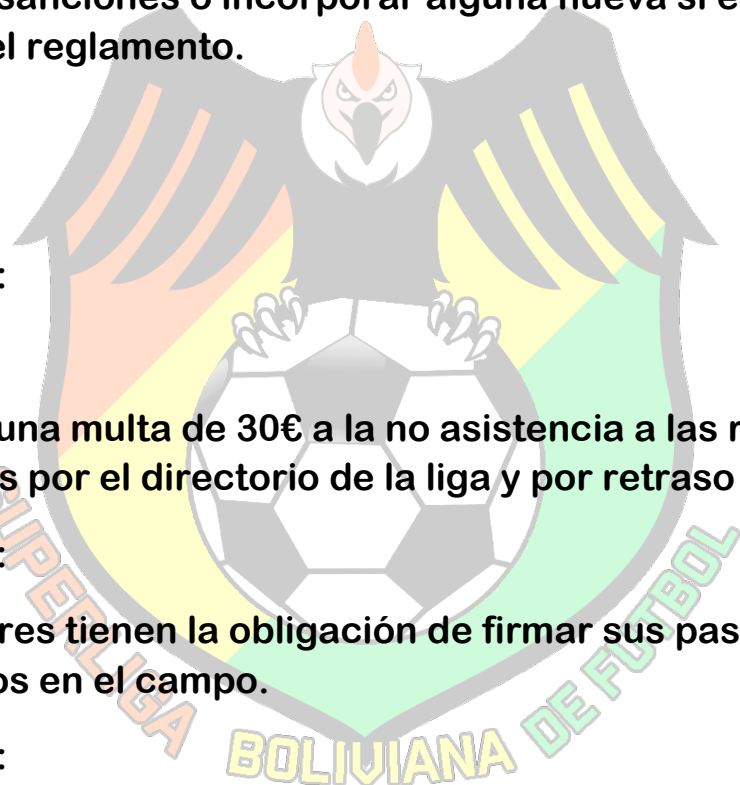 sanciones o incorporar alguna nueva si e
el reglamento.
:
una multa de 30€ a la no asistencia a las r
s por el directorio de la liga y por retraso
:
res tienen la obligación de firmar sus pas
os en el campo.
:
SUPERLIGA BOLIVIANA DE FUTBOL